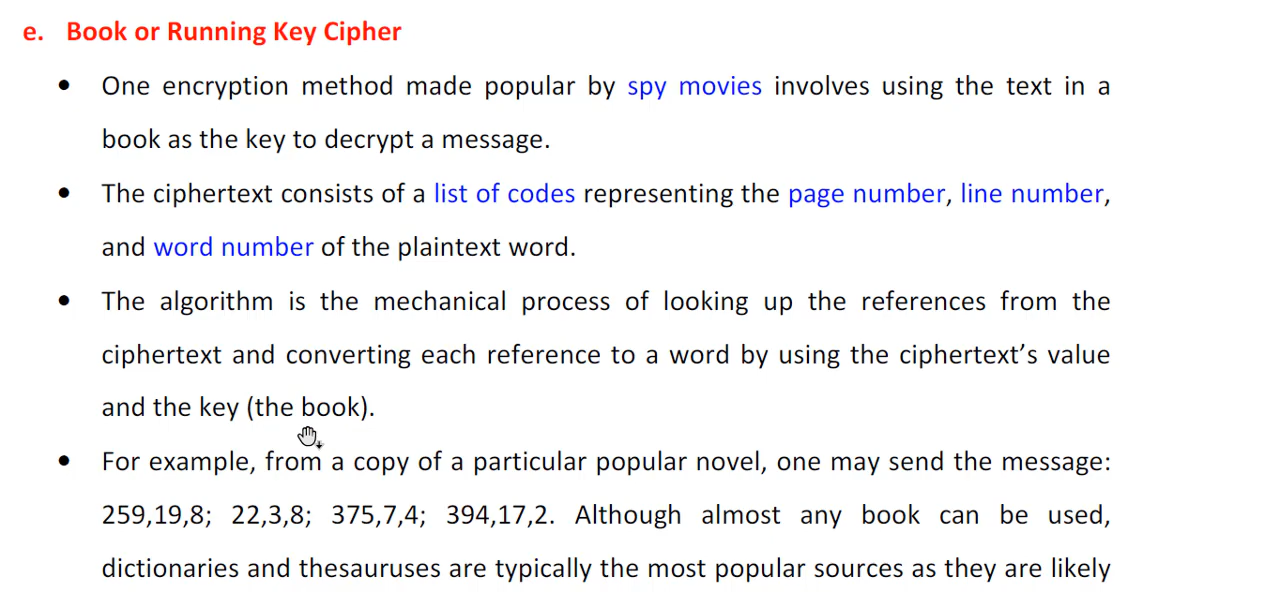 e. Book or Running Key Cipher
• One encryption method made popular by spy movies involves using the text in a
book as the key to decrypt a message.
• The ciphertext consists of a list of codes representing the page number, line number,
and word number of the plaintext word.
• The algorithm is the mechanical process of looking up the references from the
ciphertext and converting each reference to a word by using the ciphertext’s value
and the key (the book).
• For example, from a copy of a particular popular novel, one may send the message:
259,19,8; 22,3,8; 375,7,4; 394,17,2. Although almost any book can be used,
dictionaries and thesauruses are typically the most popular sources as they are likely